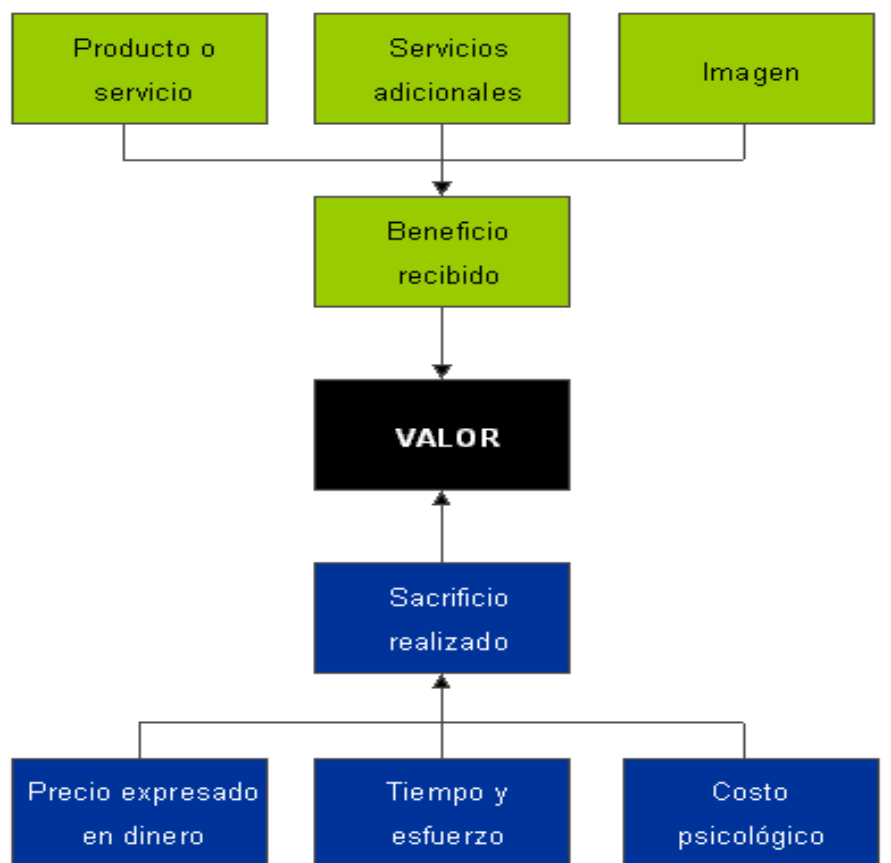 Producto o
servicio
Servicios
adicionales
Imagen
Beneficio
recibido
VALOR
Sacrificio
realizado
Precio expresado
en dinero
Tiempo y
esfuerzo
Costo
psicológico